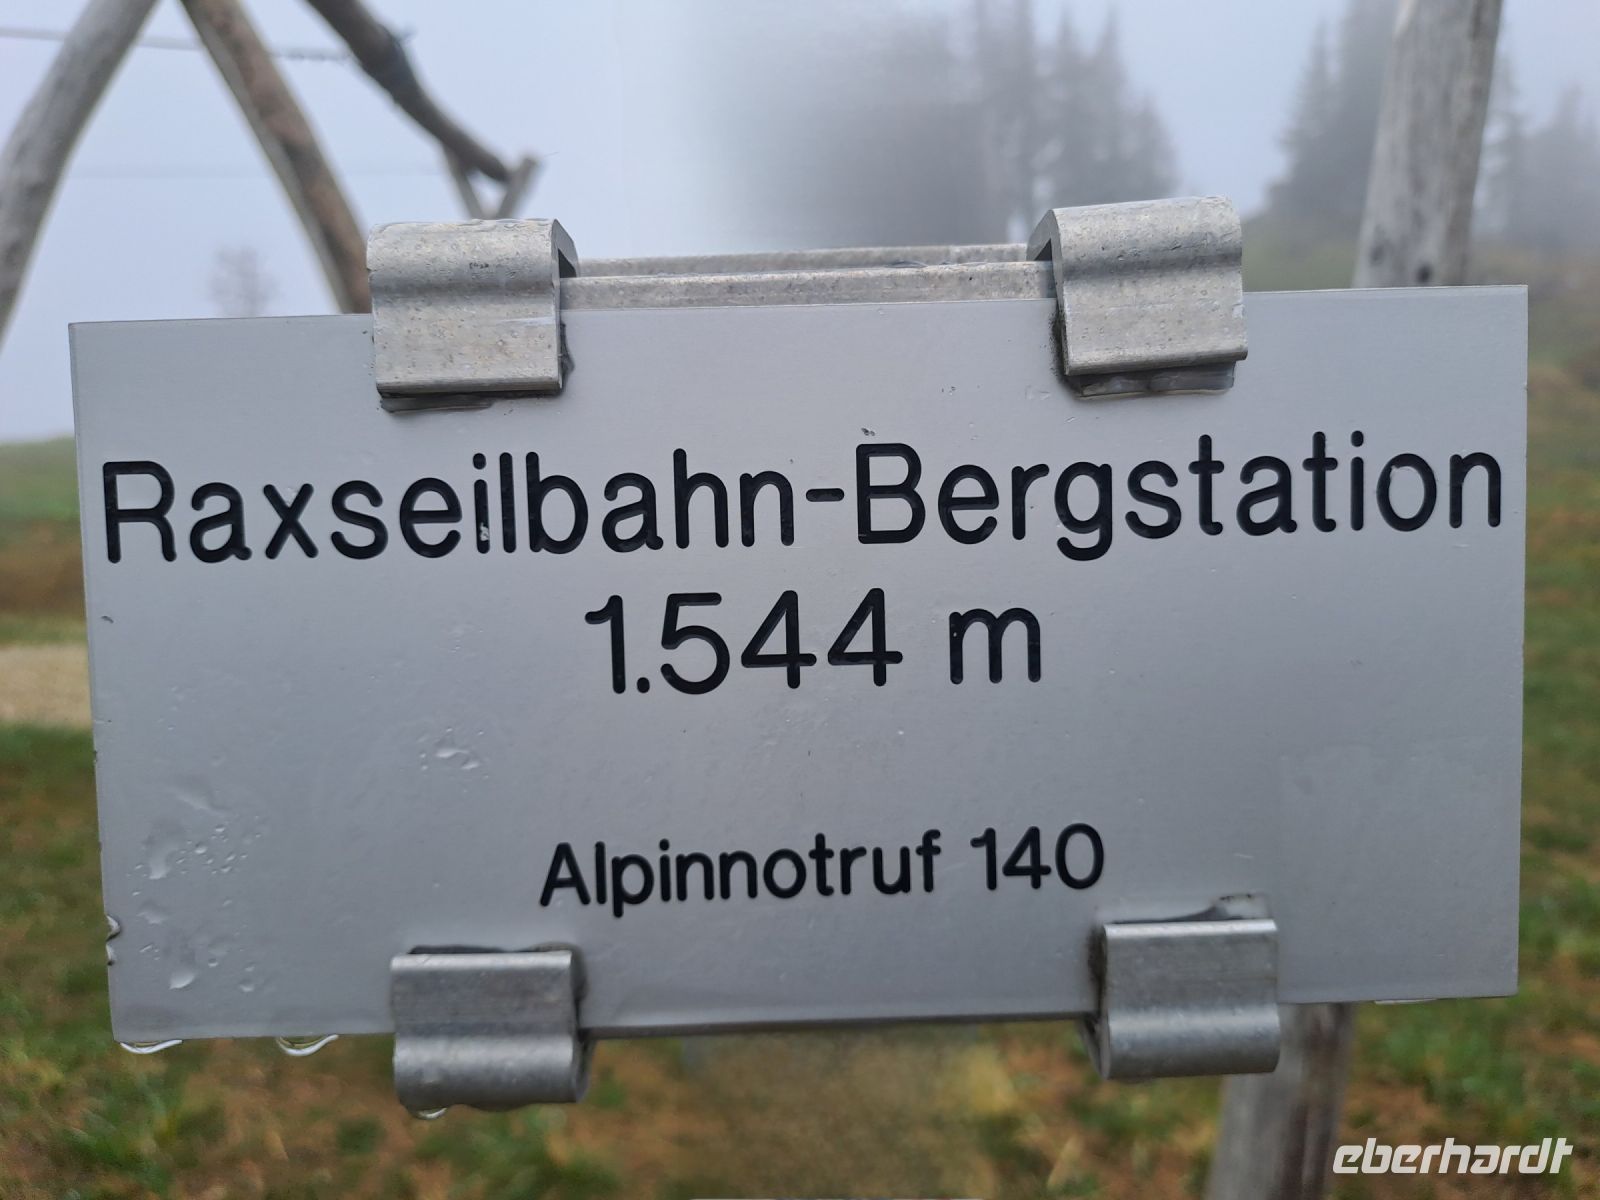 Raxseilbahn-Bergstation
1.544 m
Alpinnotruf 140
eberhardt